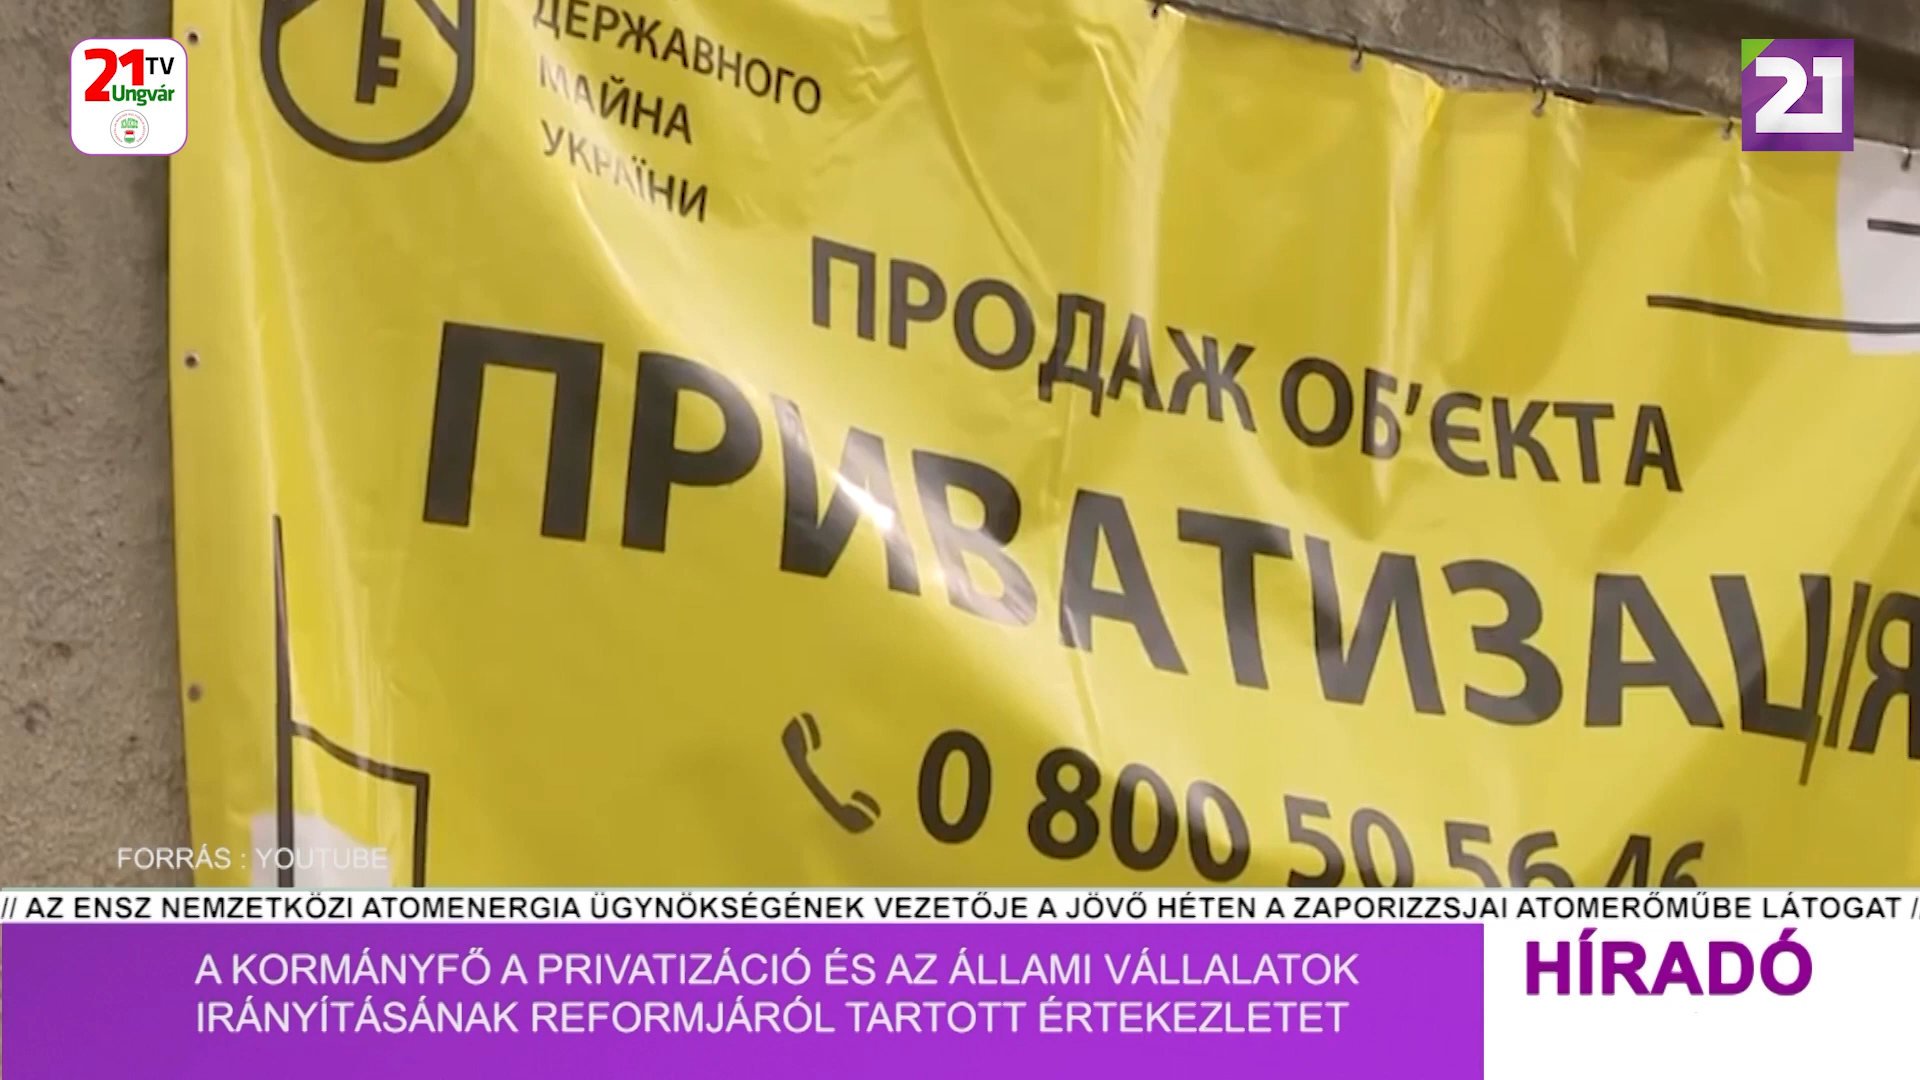 21 TV
Ungvár
21
ДЕРЖАВНОГО
МАЙНА
УКРАЇНИ
ПРОДАЖ ОБ'ЄКТА
ПРИВАТИЗАЦІЯ
0 800 50 56 46
FORRÁS : YOUTUBE
// AZ ENSZ NEMZETKÖZI ATOMENERGIA ÜGYNÖKSÉGÉNEK VEZETŐJE A JÖVŐ HÉTEN A ZAPORIZZSJAI ATOMERŐMŰBE LÁTOGAT //
A KORMÁNYFŐ A PRIVATIZÁCIÓ ÉS AZ ÁLLAMI VÁLLALATOK
IRÁNYÍTÁSÁNAK REFORMJÁRÓL TARTOTT ÉRTEKEZLETET
HÍRADÓ